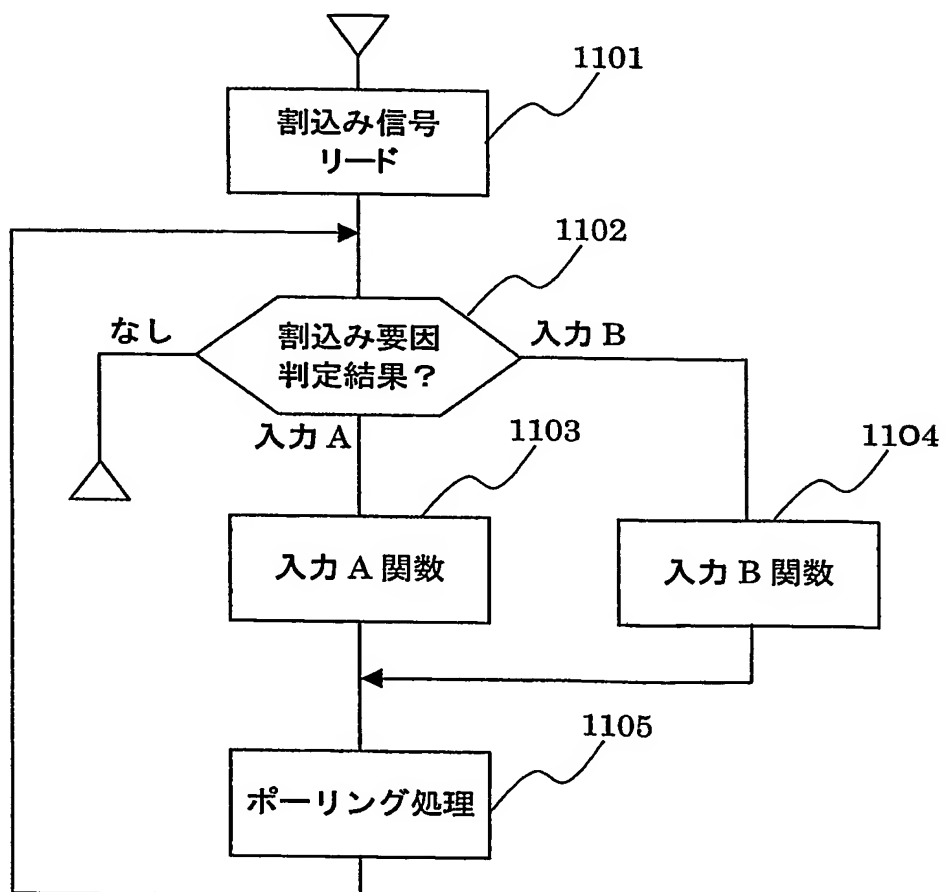 1101
割込み信号
リード
1102
なし
割込み要因
判定結果？
入力 B
入力 A
1103
1104
入力 A 関数
入力 B 関数
1105
ポーリング処理